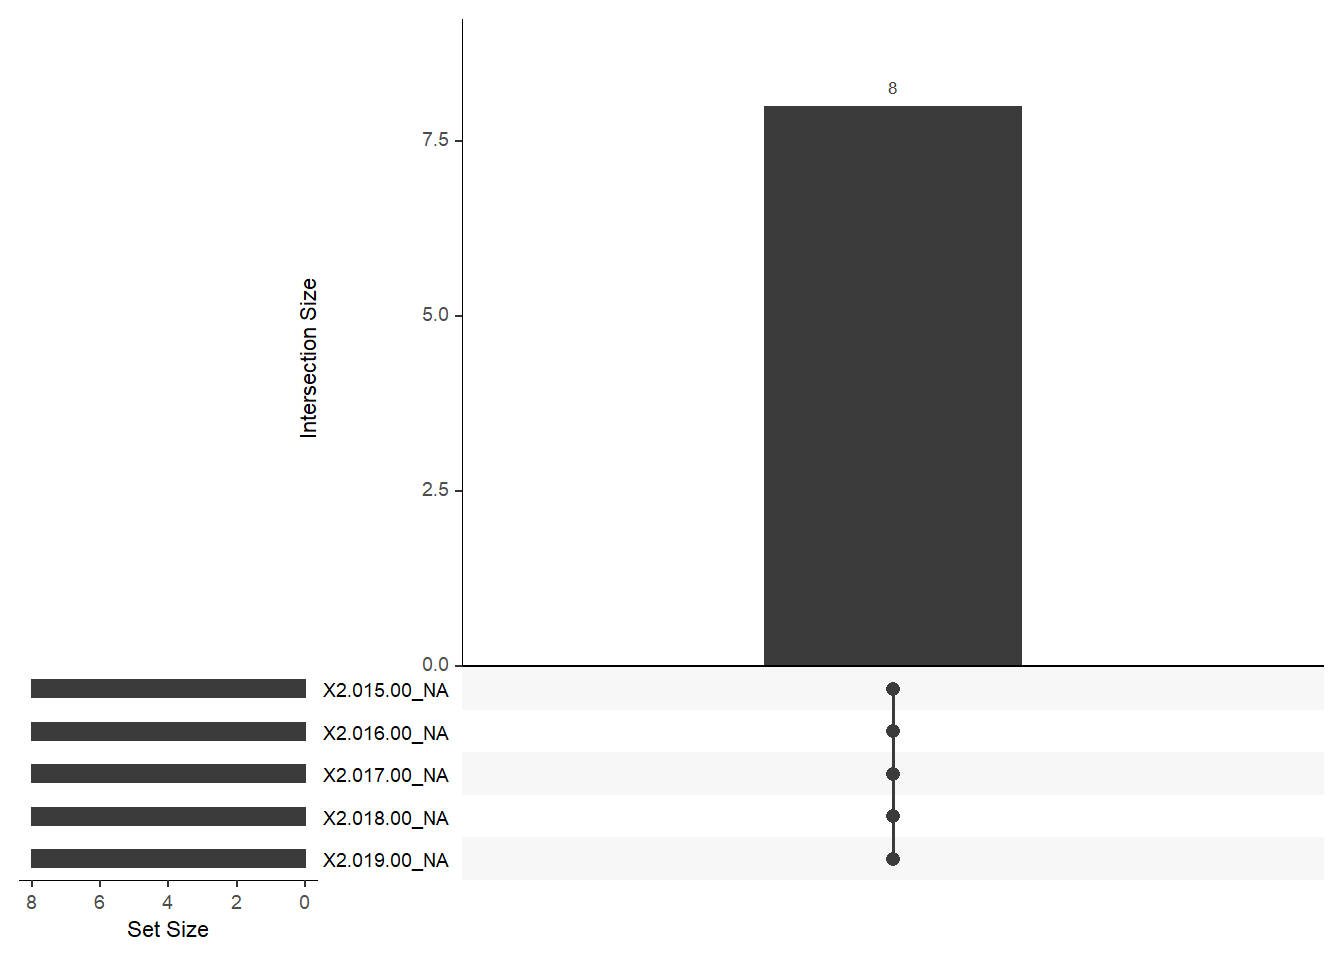 8
7.5
5.0
2.5
0.0
Intersection Size
X2.015.00_NA
X2.016.00_NA
X2.017.00_NA
X2.018.00_NA
X2.019.00_NA
8 6 4 2 0
Set Size